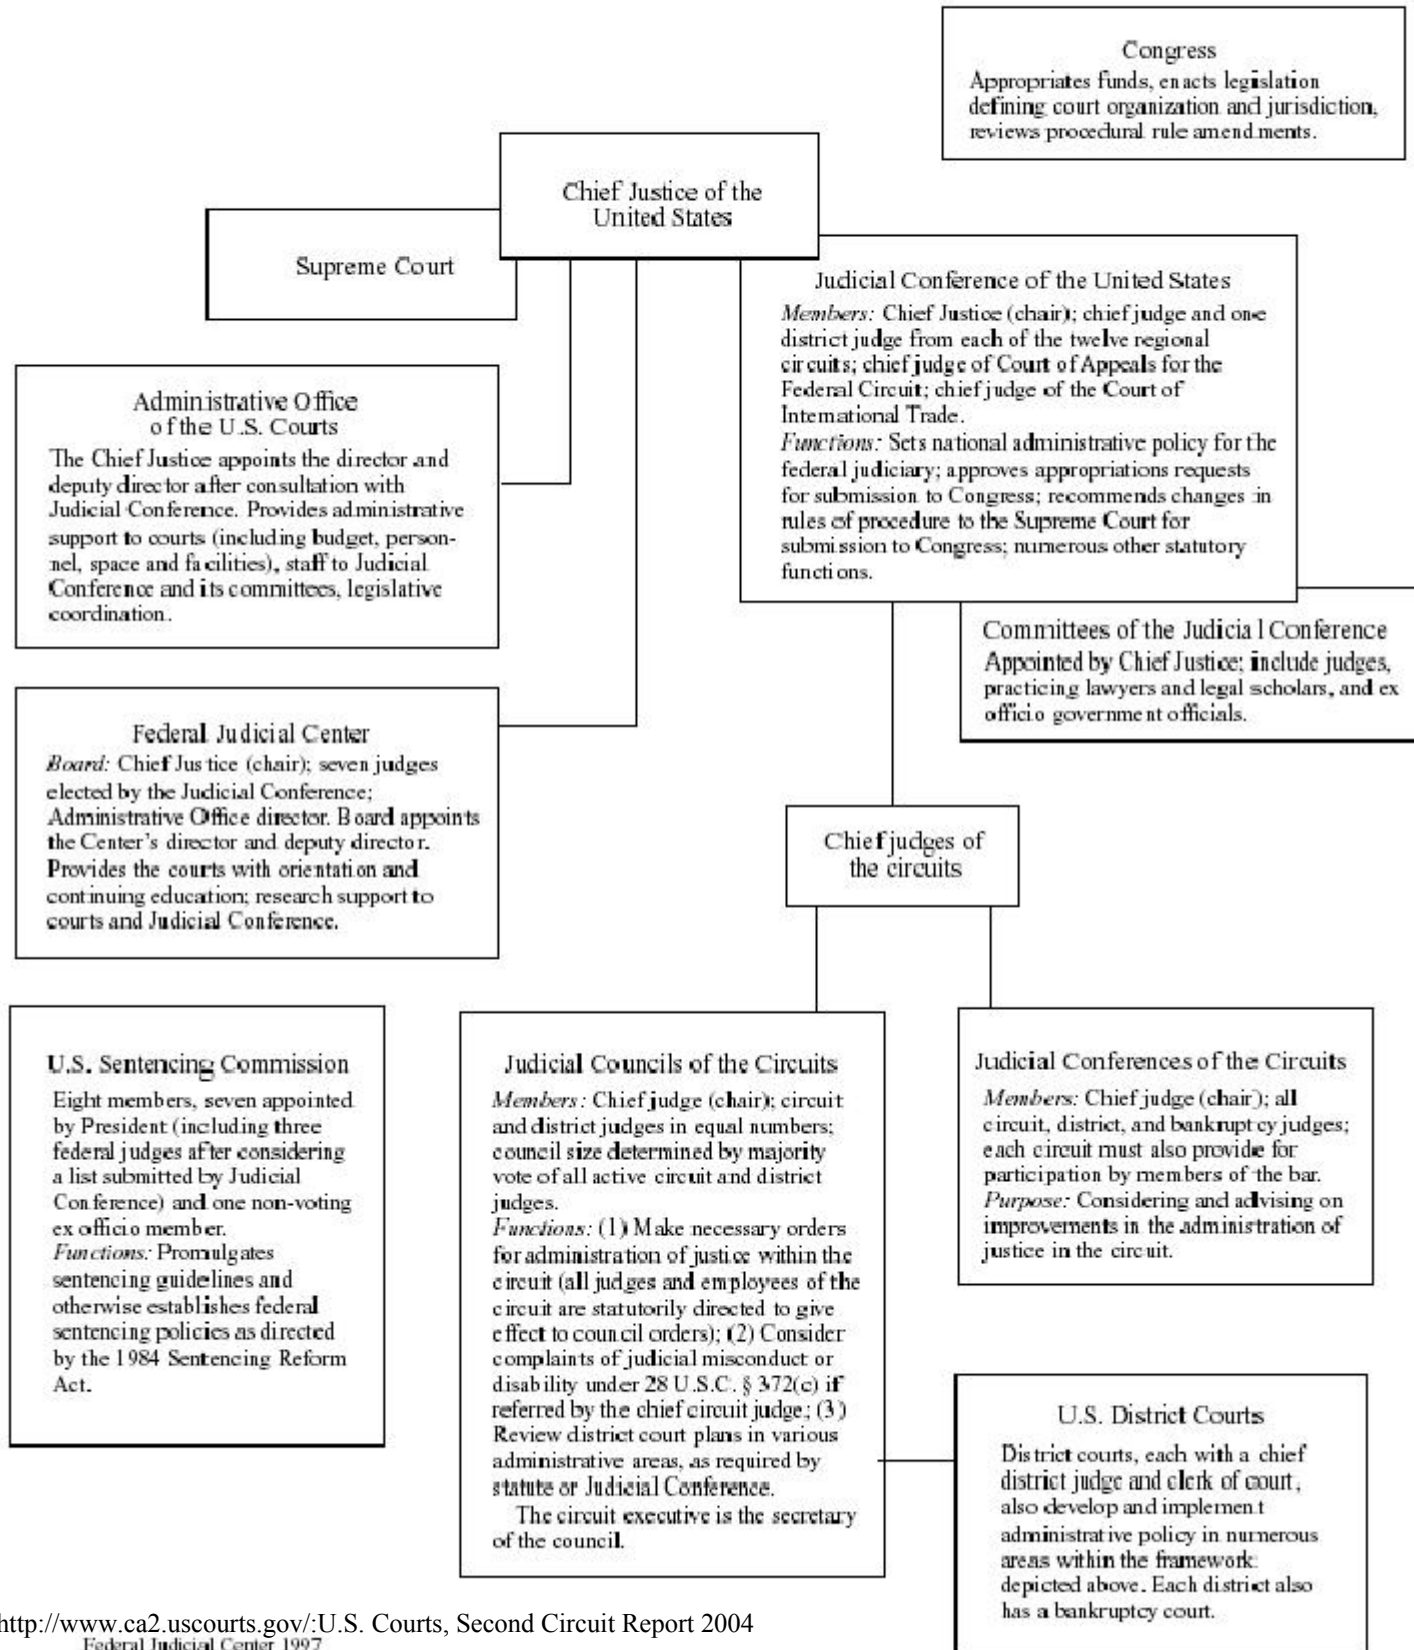 Congress
Appropriates funds, enacts legislation
defining court organization and jurisdiction,
reviews procedural rule amendments.
Chief Justice of the
United States
Supreme Court
Judicial Conference of the United States
Members: Chief Justice (chair); chief judge and one
district judge from each of the twelve regional
circuits; chief judge of Court of Appeals for the
Federal Circuit; chief judge of the Court of
International Trade.
Functions: Sets national administrative policy for the
federal judiciary; approves appropriations requests
for submission to Congress; recommends changes in
rules of procedure to the Supreme Court for
submission to Congress; numerous other statutory
functions.
Administrative Office
of the U.S. Courts
The Chief Justice appoints the director and
deputy director after consultation with
Judicial Conference. Provides administrative
support to courts (including budget, person-
nel, space and facilities), staff to Judicial
Conference and its committees, legislative
coordination.
Committees of the Judicial Conference
Appointed by Chief Justice; include judges,
practicing lawyers and legal scholars, and ex
officio government officials.
Federal Judicial Center
Board: Chief Justice (chair); seven judges
elected by the Judicial Conference;
Administrative Office director. Board appoints
the Center's director and deputy director.
Provides the courts with orientation and
continuing education; research support to
courts and Judicial Conference.
Chief judges of
the circuits
U.S. Sentencing Commission
Eight members, seven appointed
by President (including three
federal judges after considering
a list submitted by Judicial
Conference) and one non-voting
ex officio member.
Functions: Promulgates
sentencing guidelines and
otherwise establishes federal
sentencing policies as directed
by the 1984 Sentencing Reform
Act.
Judicial Councils of the Circuits
Members: Chief judge (chair); circuit
and district judges in equal numbers;
council size determined by majority
vote of all active circuit and district
judges.
Functions: (1) Make necessary orders
for administration of justice within the
circuit (all judges and employees of the
circuit are statutorily directed to give
effect to council orders); (2) Consider
complaints of judicial misconduct or
disability under 28 U.S.C. § 372(c) if
referred by the chief circuit judge; (3)
Review district court plans in various
administrative areas, as required by
statute or Judicial Conference.
The circuit executive is the secretary
of the council.
Judicial Conferences of the Circuits
Members: Chief judge (chair); all
circuit, district, and bankruptcy judges;
each circuit must also provide for
participation by members of the bar.
Purpose: Considering and advising on
improvements in the administration of
justice in the circuit.
U.S. District Courts
District courts, each with a chief
district judge and clerk of court,
also develop and implement
administrative policy in numerous
areas within the framework
depicted above. Each district also
has a bankruptcy court.
http://www.ca2.uscourts.gov/:U.S. Courts, Second Circuit Report 2004
Federal Judicial Center 1997